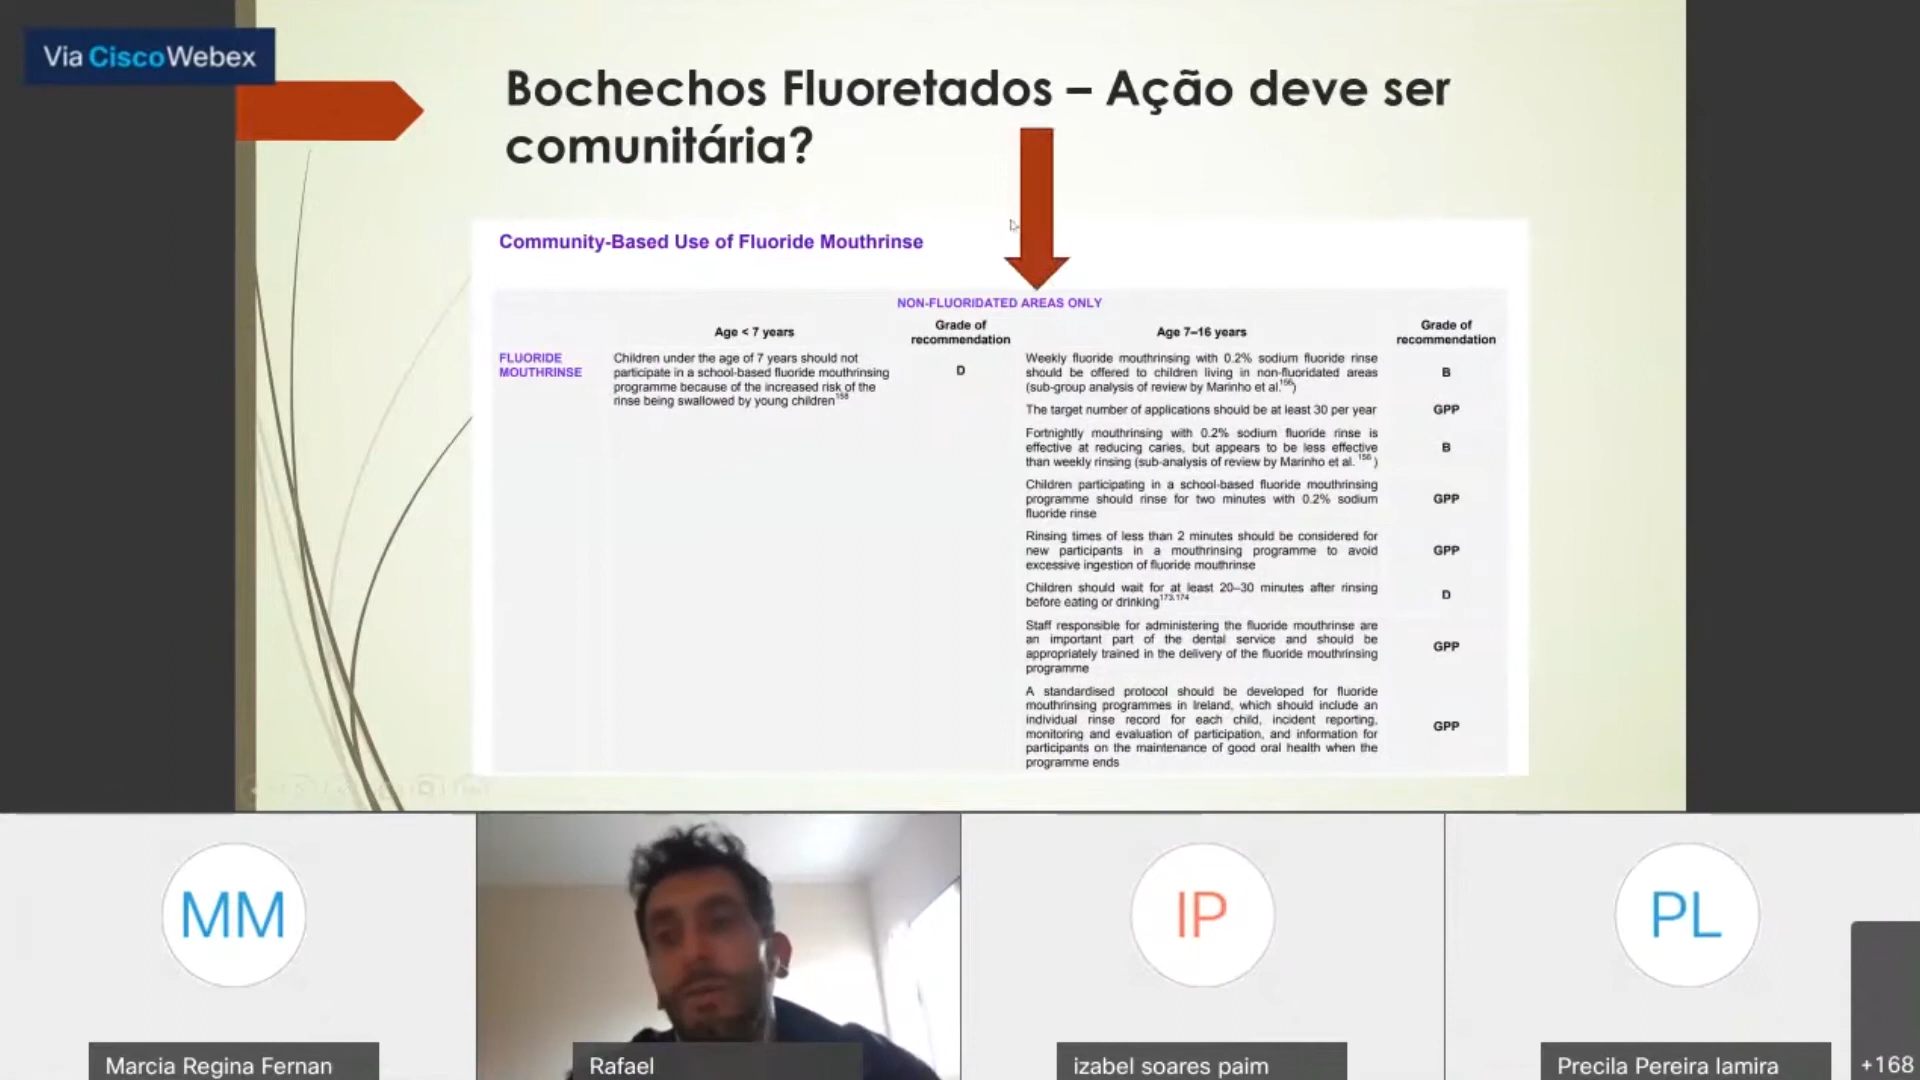 Via CiscoWebex
Bochechos Fluoretados – Ação deve ser
comunitária?
Community-Based Use of Fluoride Mouthrinse
NON-FLUORIDATED AREAS ONLY
Age < 7 years
Grade of
recommendation
Age 7–16 years
Grade of
recommendation
FLUORIDE
MOUTHRINSE
Children under the age of 7 years should not
participate in a school-based fluoride mouthrinsing
programme because of the increased risk of the
rinse being swallowed by young children158
D
Weekly fluoride mouthrinsing with 0.2% sodium fluoride rinse
should be offered to children living in non-fluoridated areas
(sub-group analysis of review by Marinho et al.156)
B
The target number of applications should be at least 30 per year
GPP
Fortnightly mouthrinsing with 0.2% sodium fluoride rinse is
effective at reducing caries, but appears to be less effective
than weekly rinsing (sub-analysis of review by Marinho et al. 156)
B
Children participating in a school-based fluoride mouthrinsing
programme should rinse for two minutes with 0.2% sodium
fluoride rinse
GPP
Rinsing times of less than 2 minutes should be considered for
new participants in a mouthrinsing programme to avoid
excessive ingestion of fluoride mouthrinse
GPP
Children should wait for at least 20–30 minutes after rinsing
before eating or drinking173,174
D
Staff responsible for administering the fluoride mouthrinse are
an important part of the dental service and should be
appropriately trained in the delivery of the fluoride mouthrinsing
programme
GPP
A standardised protocol should be developed for fluoride
mouthrinsing programmes in Ireland, which should include an
individual rinse record for each child, incident reporting,
monitoring and evaluation of participation, and information for
participants on the maintenance of good oral health when the
programme ends
GPP
MM
IP
PL
Marcia Regina Fernan
Rafael
izabel soares paim
Precila Pereira lamira
+168